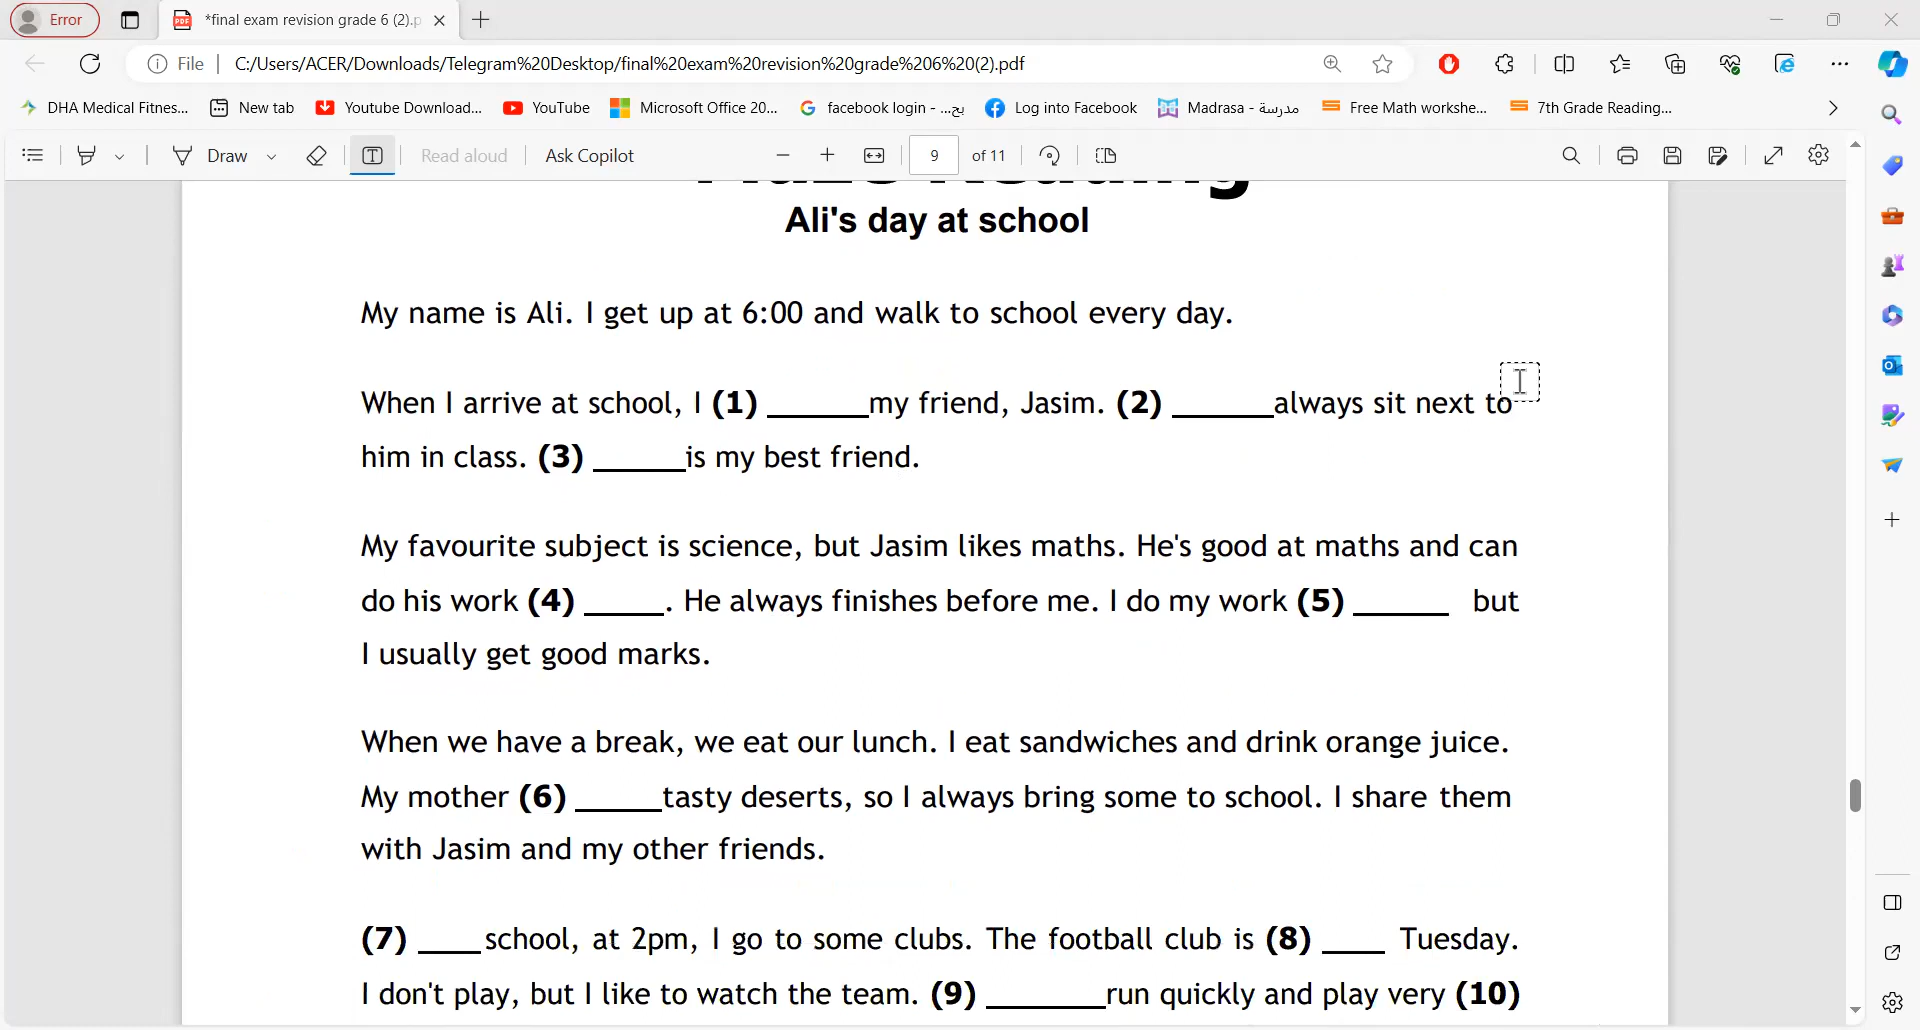 Error
*final exam revision grade 6 (2).p
File
C:/Users/ACER/Downloads/Telegram%20Desktop/final%20exam%20revision%20grade%206%20(2).pdf
DHA Medical Fitnes...
New tab
Youtube Download...
YouTube
Microsoft Office 20...
facebook login - بح...
Log into Facebook
Madrasa - مدرسة
Free Math workshe...
7th Grade Reading...
Draw
Read aloud
Ask Copilot
9
of 11
Ali's day at school
My name is Ali. I get up at 6:00 and walk to school every day.
When I arrive at school, I (1) _______my friend, Jasim. (2) _______always sit next to
him in class. (3) ______is my best friend.
My favourite subject is science, but Jasim likes maths. He's good at maths and can
do his work (4) _____. He always finishes before me. I do my work (5) ______ but
I usually get good marks.
When we have a break, we eat our lunch. I eat sandwiches and drink orange juice.
My mother (6) _____tasty deserts, so I always bring some to school. I share them
with Jasim and my other friends.
(7) ____school, at 2pm, I go to some clubs. The football club is (8) ____ Tuesday.
I don't play, but I like to watch the team. (9) ________run quickly and play very (10)